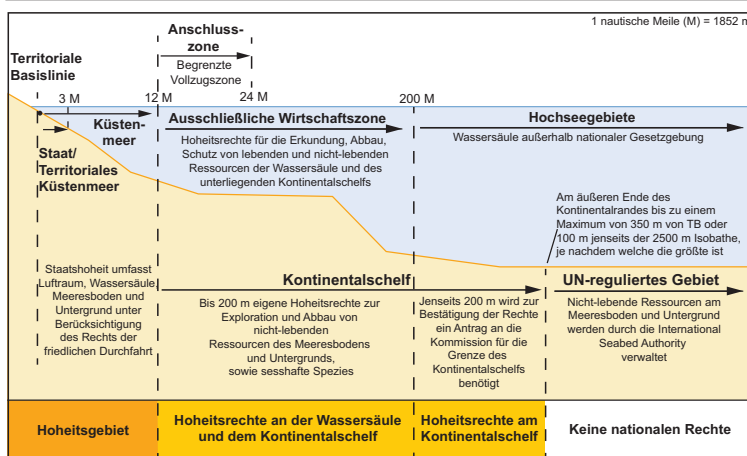 1 nautische Meile (M) = 1852 m
Anschluss-
zone
Begrenzte
Vollzugszone
Territoriale
Basislinie
3 M
12 M
24 M
200 M
Küsten-
meer
Staat/
Territoriales
Küstenmeer
Ausschließliche Wirtschaftszone
Hoheitsrechte für die Erkundung, Abbau,
Schutz von lebenden und nicht-lebenden
Ressourcen der Wassersäule und des
unterliegenden Kontinentalschelfs
Hochseegebiete
Wassersäule außerhalb nationaler Gesetzgebung
Am äußeren Ende des
Kontinentalrandes bis zu einem
Maximum von 350 m von TB oder
100 m jenseits der 2500 m Isobathe,
je nachdem welche die größte ist
Staatshoheit umfasst
Luftraum, Wassersäule,
Meeresboden und
Untergrund unter
Berücksichtigung
des Rechts der
friedlichen Durchfahrt
Kontinentalschelf
Bis 200 m eigene Hoheitsrechte zur
Exploration und Abbau von
nicht-lebenden
Ressourcen des Meeresbodens
und Untergrunds,
sowie sesshafte Spezies
Jenseits 200 m wird zur
Bestätigung der Rechte
ein Antrag an die
Kommission für die
Grenze des
Kontinentalschelfs
benötigt
UN-reguliertes Gebiet
Nicht-lebende Ressourcen am
Meeresboden und Untergrund
werden durch die International
Seabed Authority
verwaltet
Hoheitsgebiet
Hoheitsrechte an der Wassersäule
und dem Kontinentalschelf
Hoheitsrechte am
Kontinentalschelf
Keine nationalen Rechte